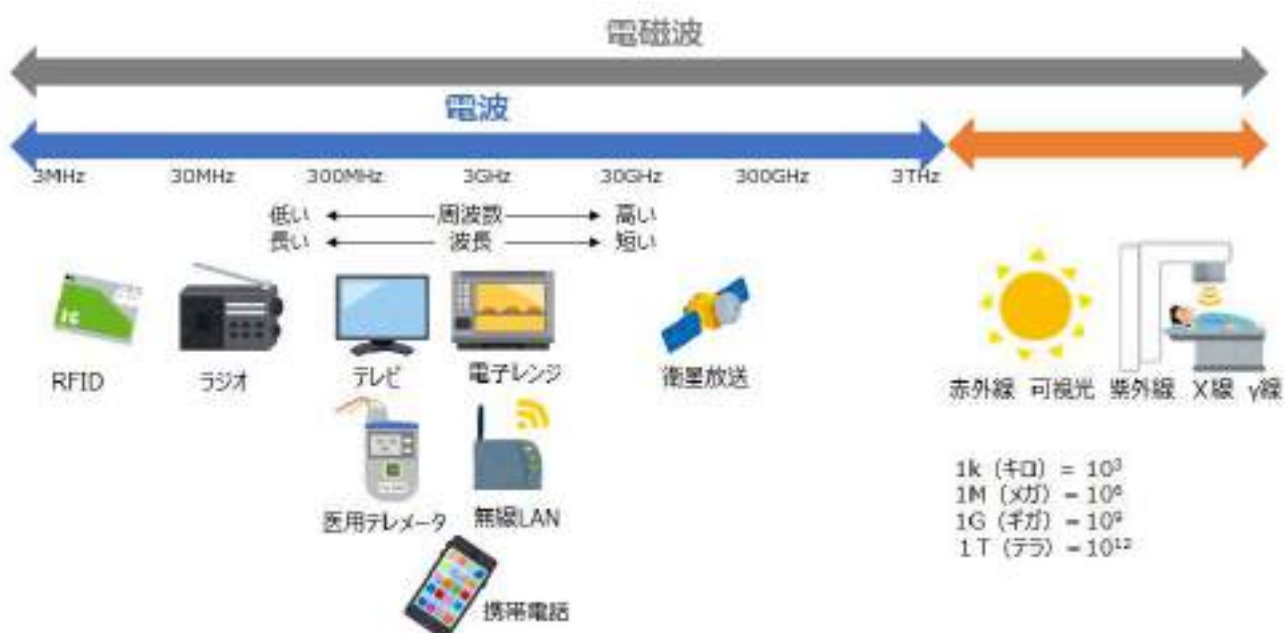 電磁波
電波
3MHz 30MHz 300MHz 3GHz 30GHz 300GHz 3THz
低い 周波数 高い
長い 波長 短い
RFID ラジオ テレビ 電子レンジ 衛星放送
赤外線 可視光 紫外線 X線 γ線
医用テレメータ 無線LAN
携帯電話
1k (キロ) = 10³
1M (メガ) = 10⁶
1G (ギガ) = 10⁹
1T (テラ) = 10¹²